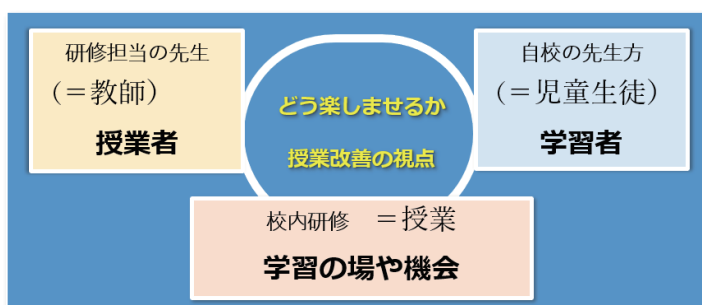 研修担当の先生
(＝教師)
授業者
どう楽しませるか
授業改善の視点
自校の先生方
(＝児童生徒)
学習者
校内研修　＝授業
学習の場や機会